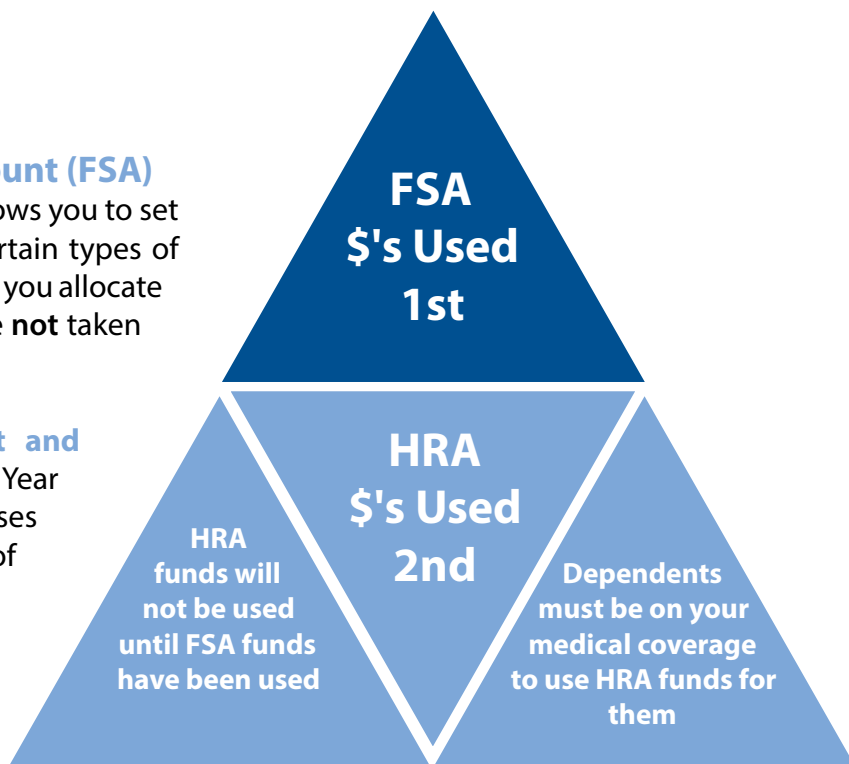 unt (FSA)
ows you to set
rtain types of
you allocate
e not taken
t and
Year
ses
of
FSA
$'s Used
1st
HRA
$'s Used
2nd
HRA
funds will
not be used
until FSA funds
have been used
Dependents
must be on your
medical coverage
to use HRA funds for
them